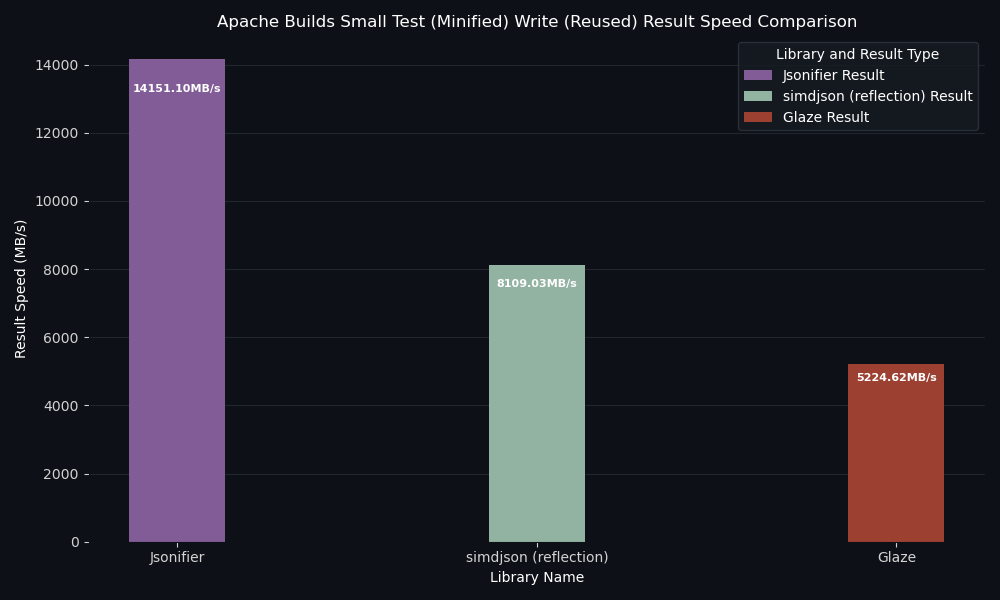 Apache Builds Small Test (Minified) Write (Reused) Result Speed Comparison
Library and Result Type
Jsonifier Result
simdjson (reflection) Result
Glaze Result
Result Speed (MB/s)
14000
12000
10000
8000
6000
4000
2000
0
14151.10MB/s
8109.03MB/s
5224.62MB/s
Jsonifier
simdjson (reflection)
Glaze
Library Name